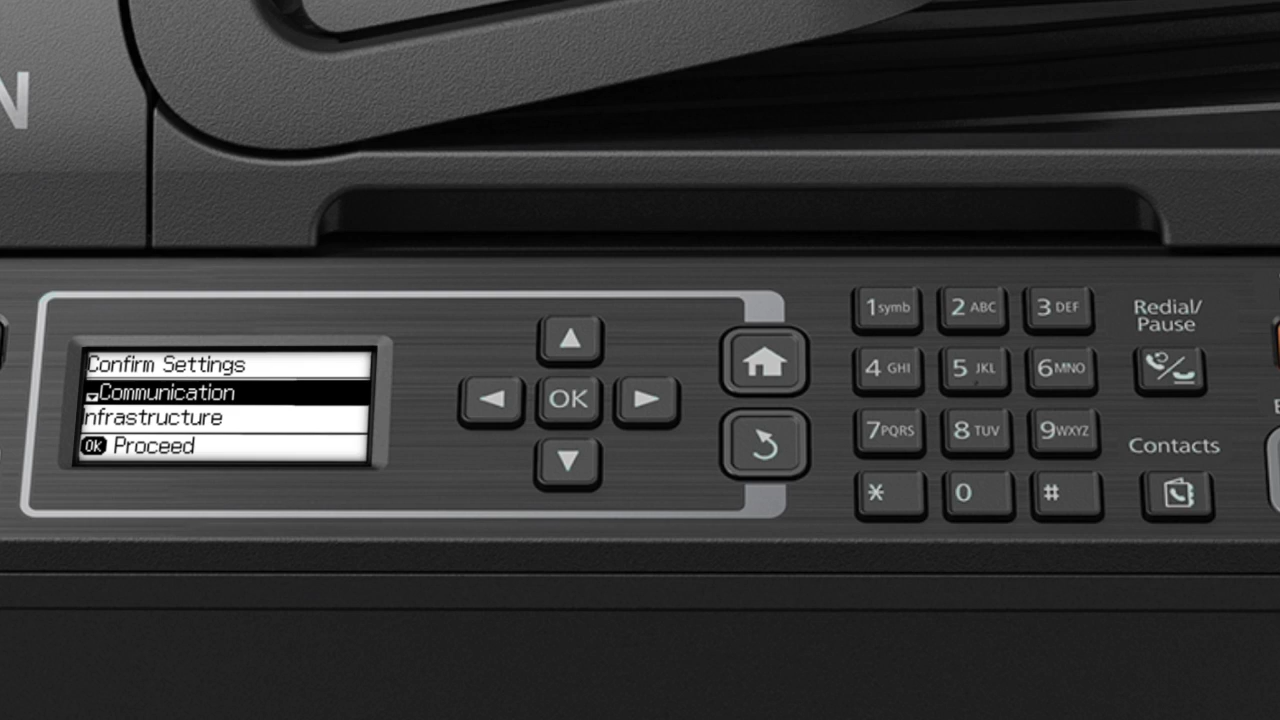 N
Confirm Settings
Communication
nfrastructure
OK Proceed
OK
1 symb
2 ABC
3 DEF
4 GHI
5 JKL
6 MNO
7 PQRS
8 TUV
9 WXYZ
*
0
#
Redial/
Pause
Contacts